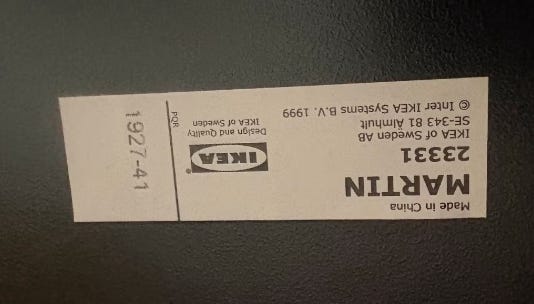 Made in China
MARTIN
23331
IKEA of Sweden AB
SE-343 81 Älmhult
© Inter IKEA Systems B.V. 1999
IKEA®
Design and Quality
IKEA of Sweden
PQR
1927-41